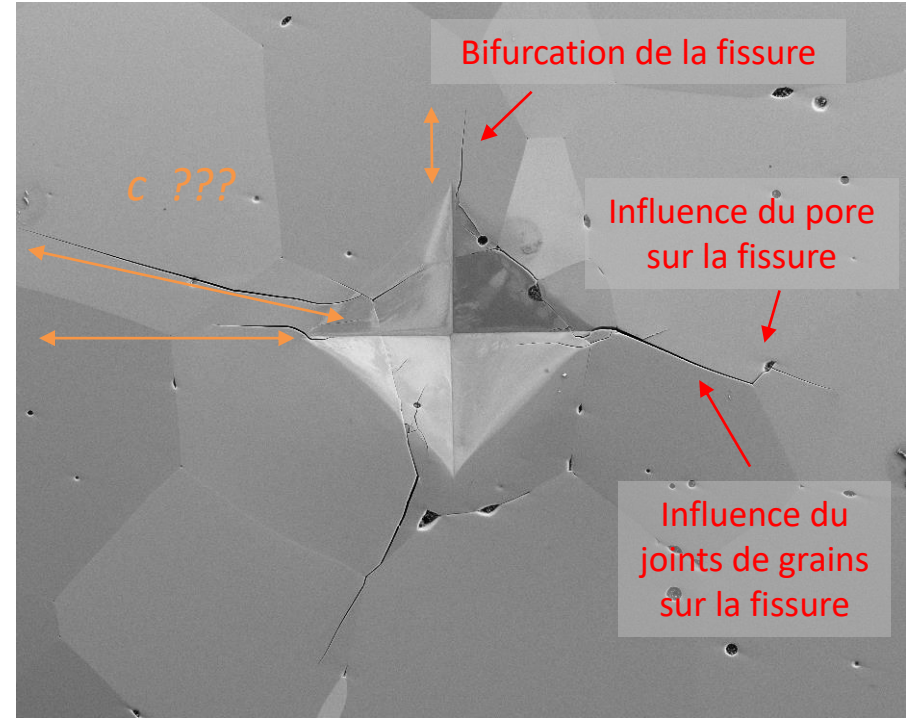 Bifurcation de la fissure
c ???
Influence du pore
sur la fissure
Influence du
joints de grains
sur la fissure